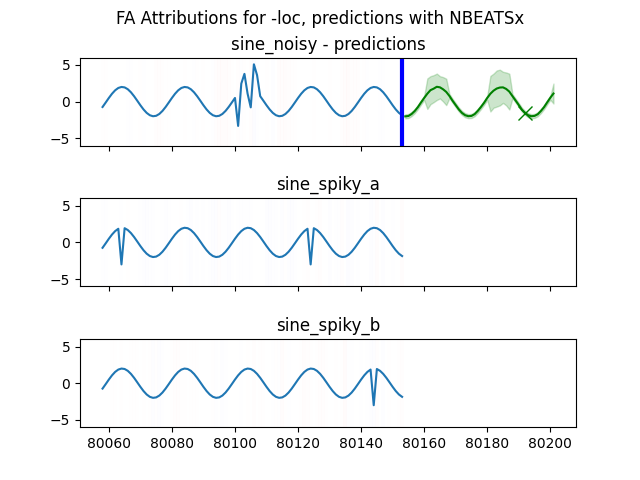 FA Attributions for -loc, predictions with NBEATSx
sine_noisy - predictions
5
0
−5
sine_spiky_a
5
0
−5
sine_spiky_b
5
0
−5
80060 80080 80100 80120 80140 80160 80180 80200